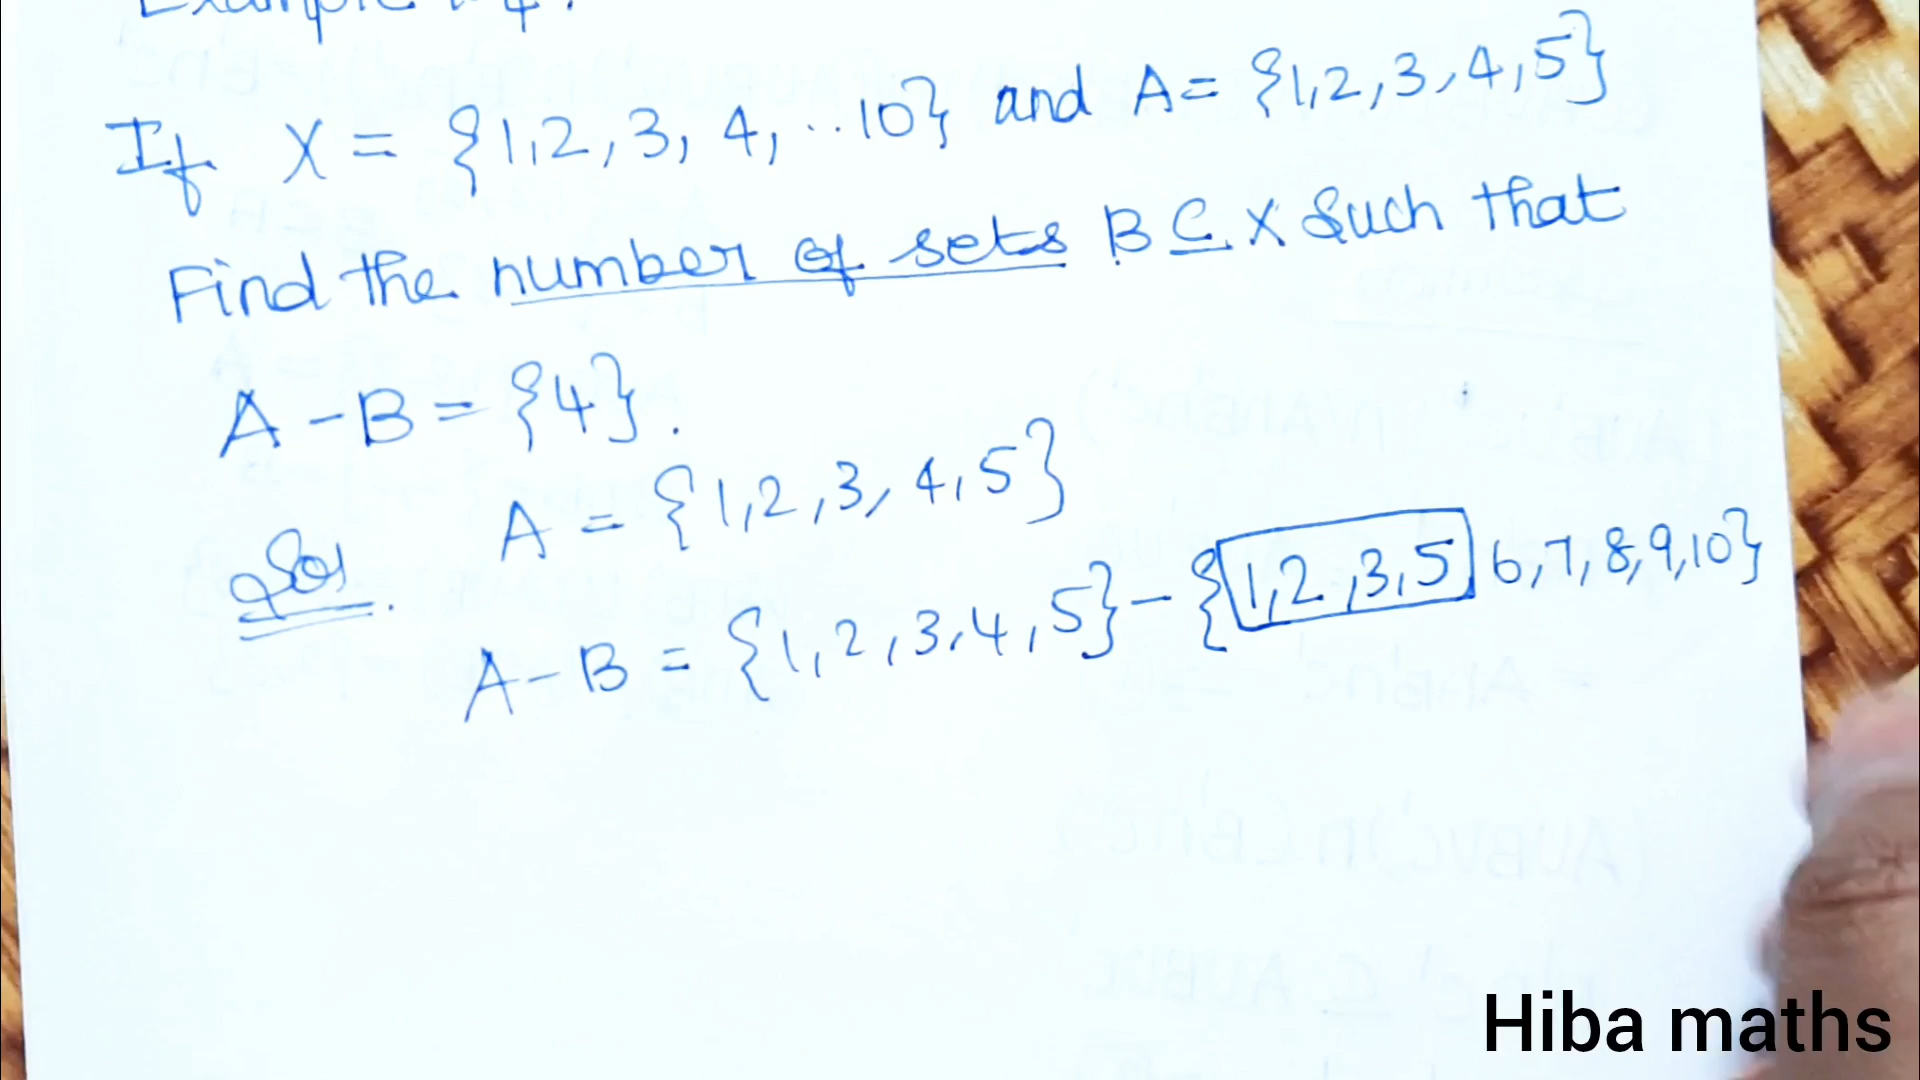 If X = {1,2,3, 4, ..10} and A = {1,2,3,4,5}
Find the number of sets B ⊆ X such that
A - B = {4}.
Sol. A = {1,2,3,4,5}
A - B = {1,2,3,4,5} - {1,2,3,5, 6,7,8,9,10}
Hiba maths